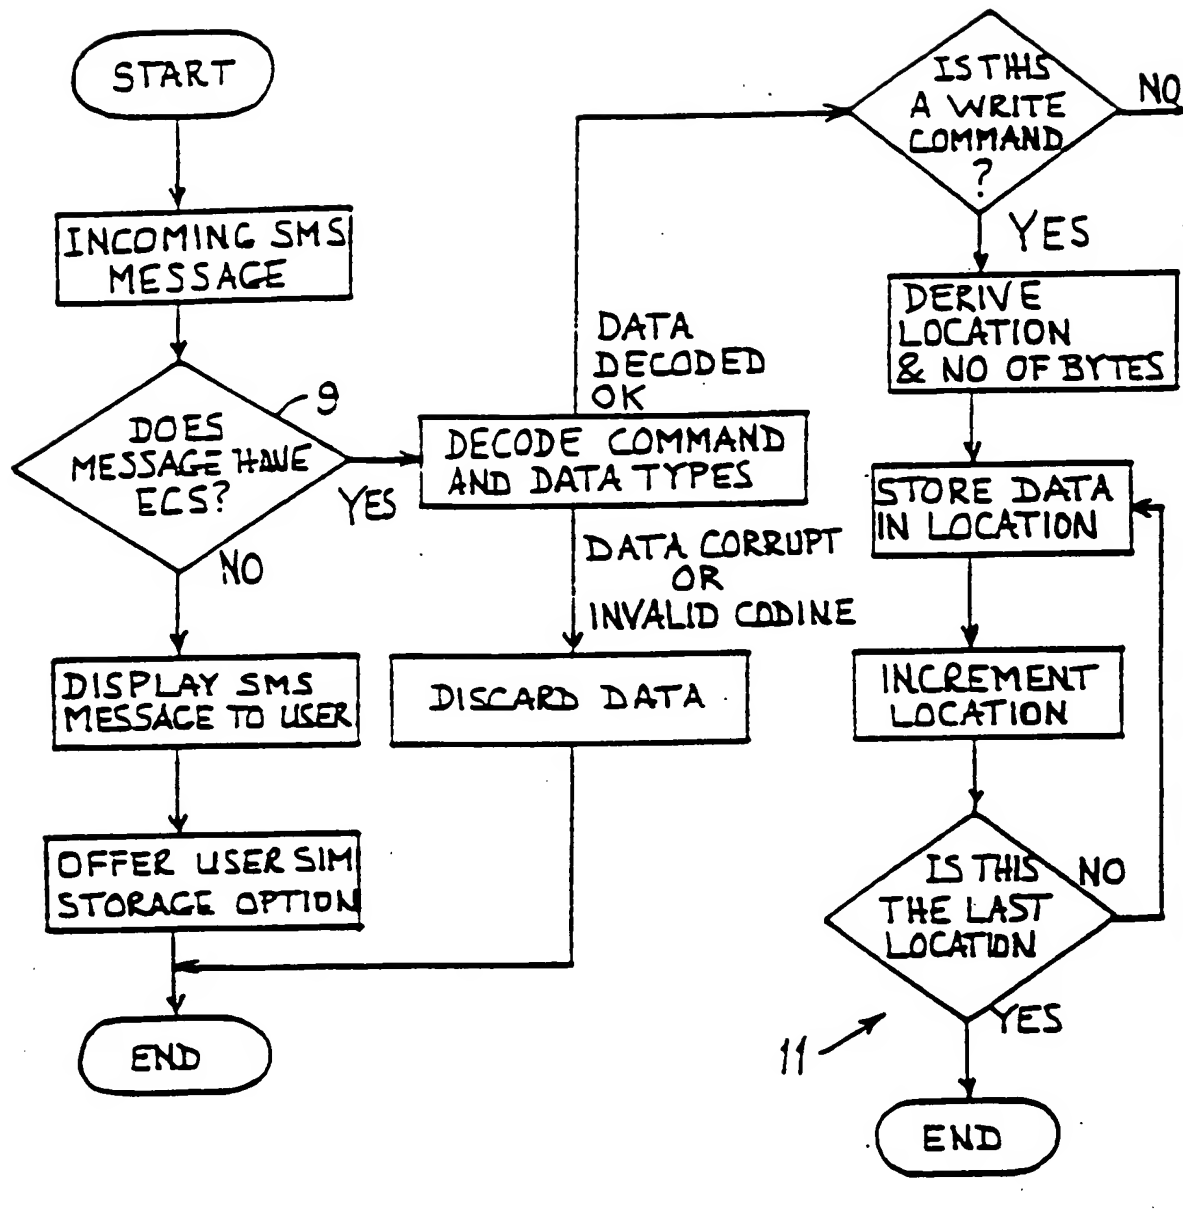 START
INCOMING SMS
MESSAGE
9
DOES
MESSAGE HAVE
ECS?
YES
NO
DISPLAY SMS
MESSAGE TO USER
OFFER USER SIM
STORAGE OPTION
END
DATA
DECODED
OK
DECODE COMMAND
AND DATA TYPES
DATA CORRUPT
OR
INVALID CODINE
DISCARD DATA
IS THIS
A WRITE
COMMAND
?
NO
YES
DERIVE
LOCATION
& NO OF BYTES
STORE DATA
IN LOCATION
INCREMENT
LOCATION
IS THIS
THE LAST
LOCATION
NO
YES
11
END